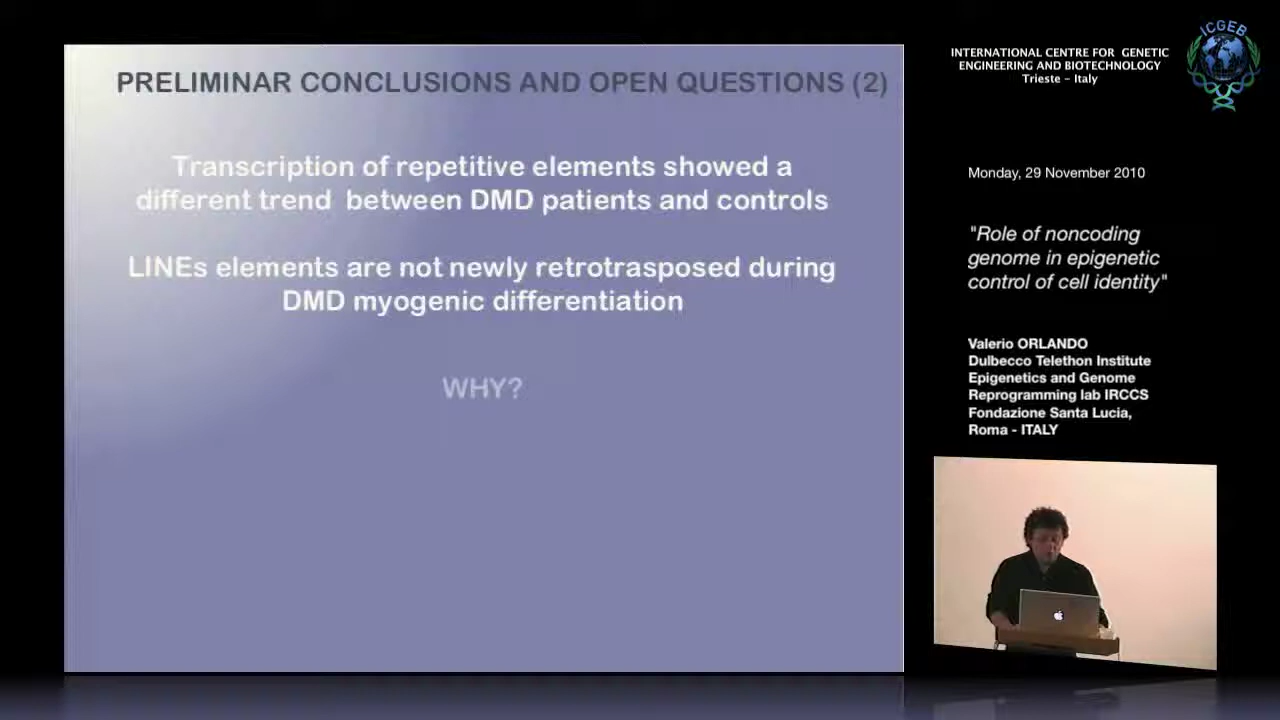 PRELIMINAR CONCLUSIONS AND OPEN QUESTIONS (2)
Transcription of repetitive elements showed a
different trend between DMD patients and controls
LINEs elements are not newly retrotrasposed during
DMD myogenic differentiation
WHY?
INTERNATIONAL CENTRE FOR GENETIC
ENGINEERING AND BIOTECHNOLOGY
Trieste - Italy
ICGEB
Monday, 29 November 2010
"Role of noncoding
genome in epigenetic
control of cell identity"
Valerio ORLANDO
Dulbecco Telethon Institute
Epigenetics and Genome
Reprogramming lab IRCCS
Fondazione Santa Lucia,
Roma - ITALY